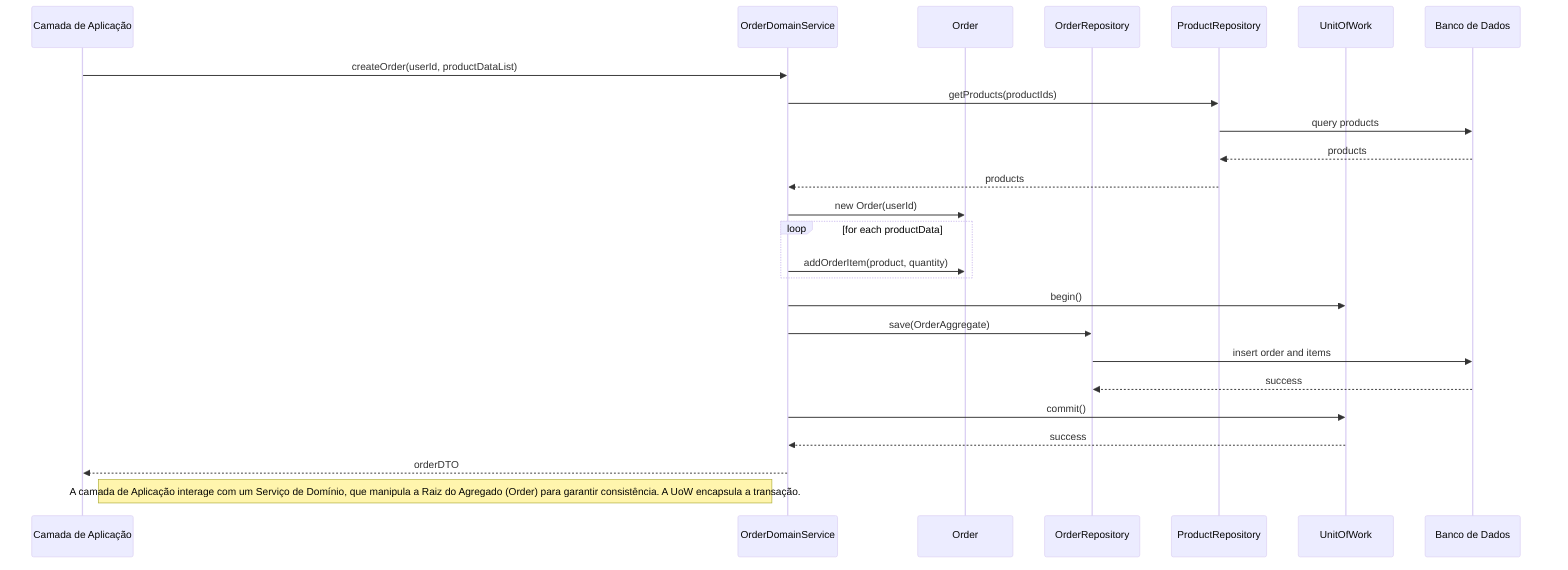 Camada de Aplicação
OrderDomainService
Order
OrderRepository
ProductRepository
UnitOfWork
Banco de Dados
createOrder(userId, productDataList)
getProducts(productIds)
query products
products
products
new Order(userId)
loop
[for each productData]
addOrderItem(product, quantity)
begin()
save(OrderAggregate)
insert order and items
success
commit()
success
orderDTO
A camada de Aplicação interage com um Serviço de Domínio, que manipula a Raiz do Agregado (Order) para garantir consistência. A UoW encapsula a transação.
Camada de Aplicação
OrderDomainService
Order
OrderRepository
ProductRepository
UnitOfWork
Banco de Dados